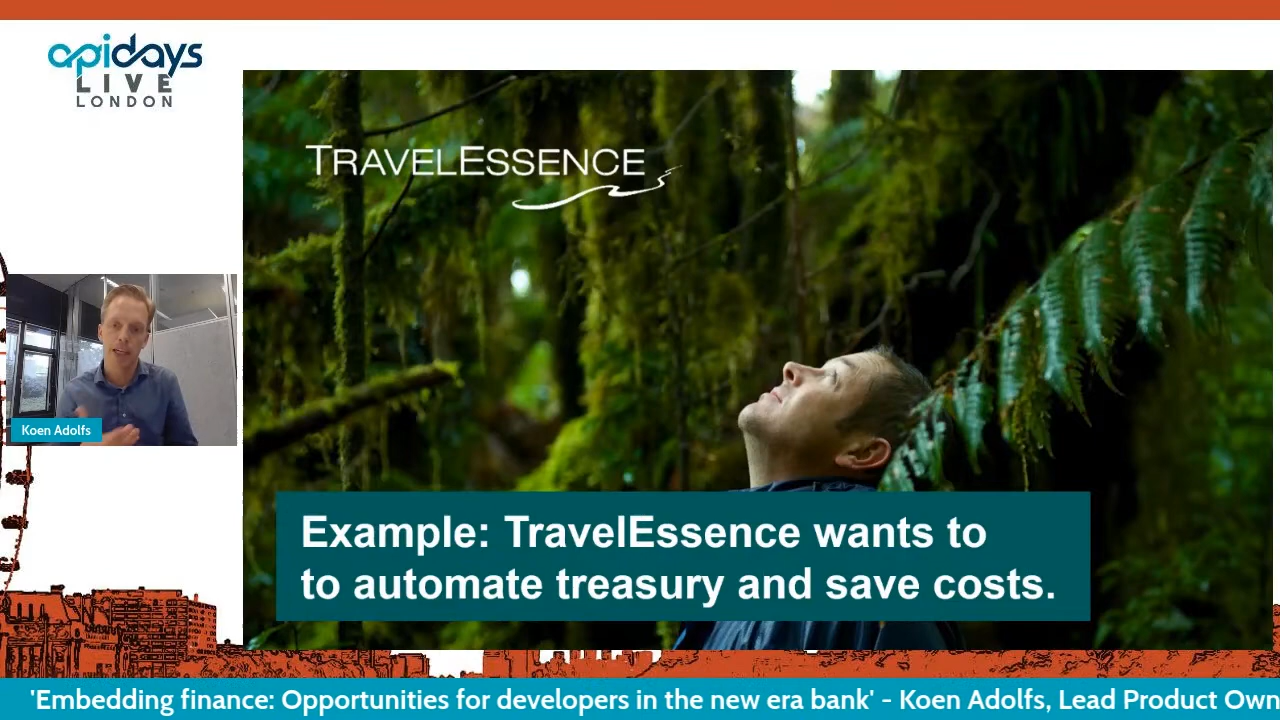 apidays
LIVE
LONDON
TRAVELESSENCE
Koen Adolfs
Example: TravelEssence wants to
to automate treasury and save costs.
'Embedding finance: Opportunities for developers in the new era bank' - Koen Adolfs, Lead Product Own